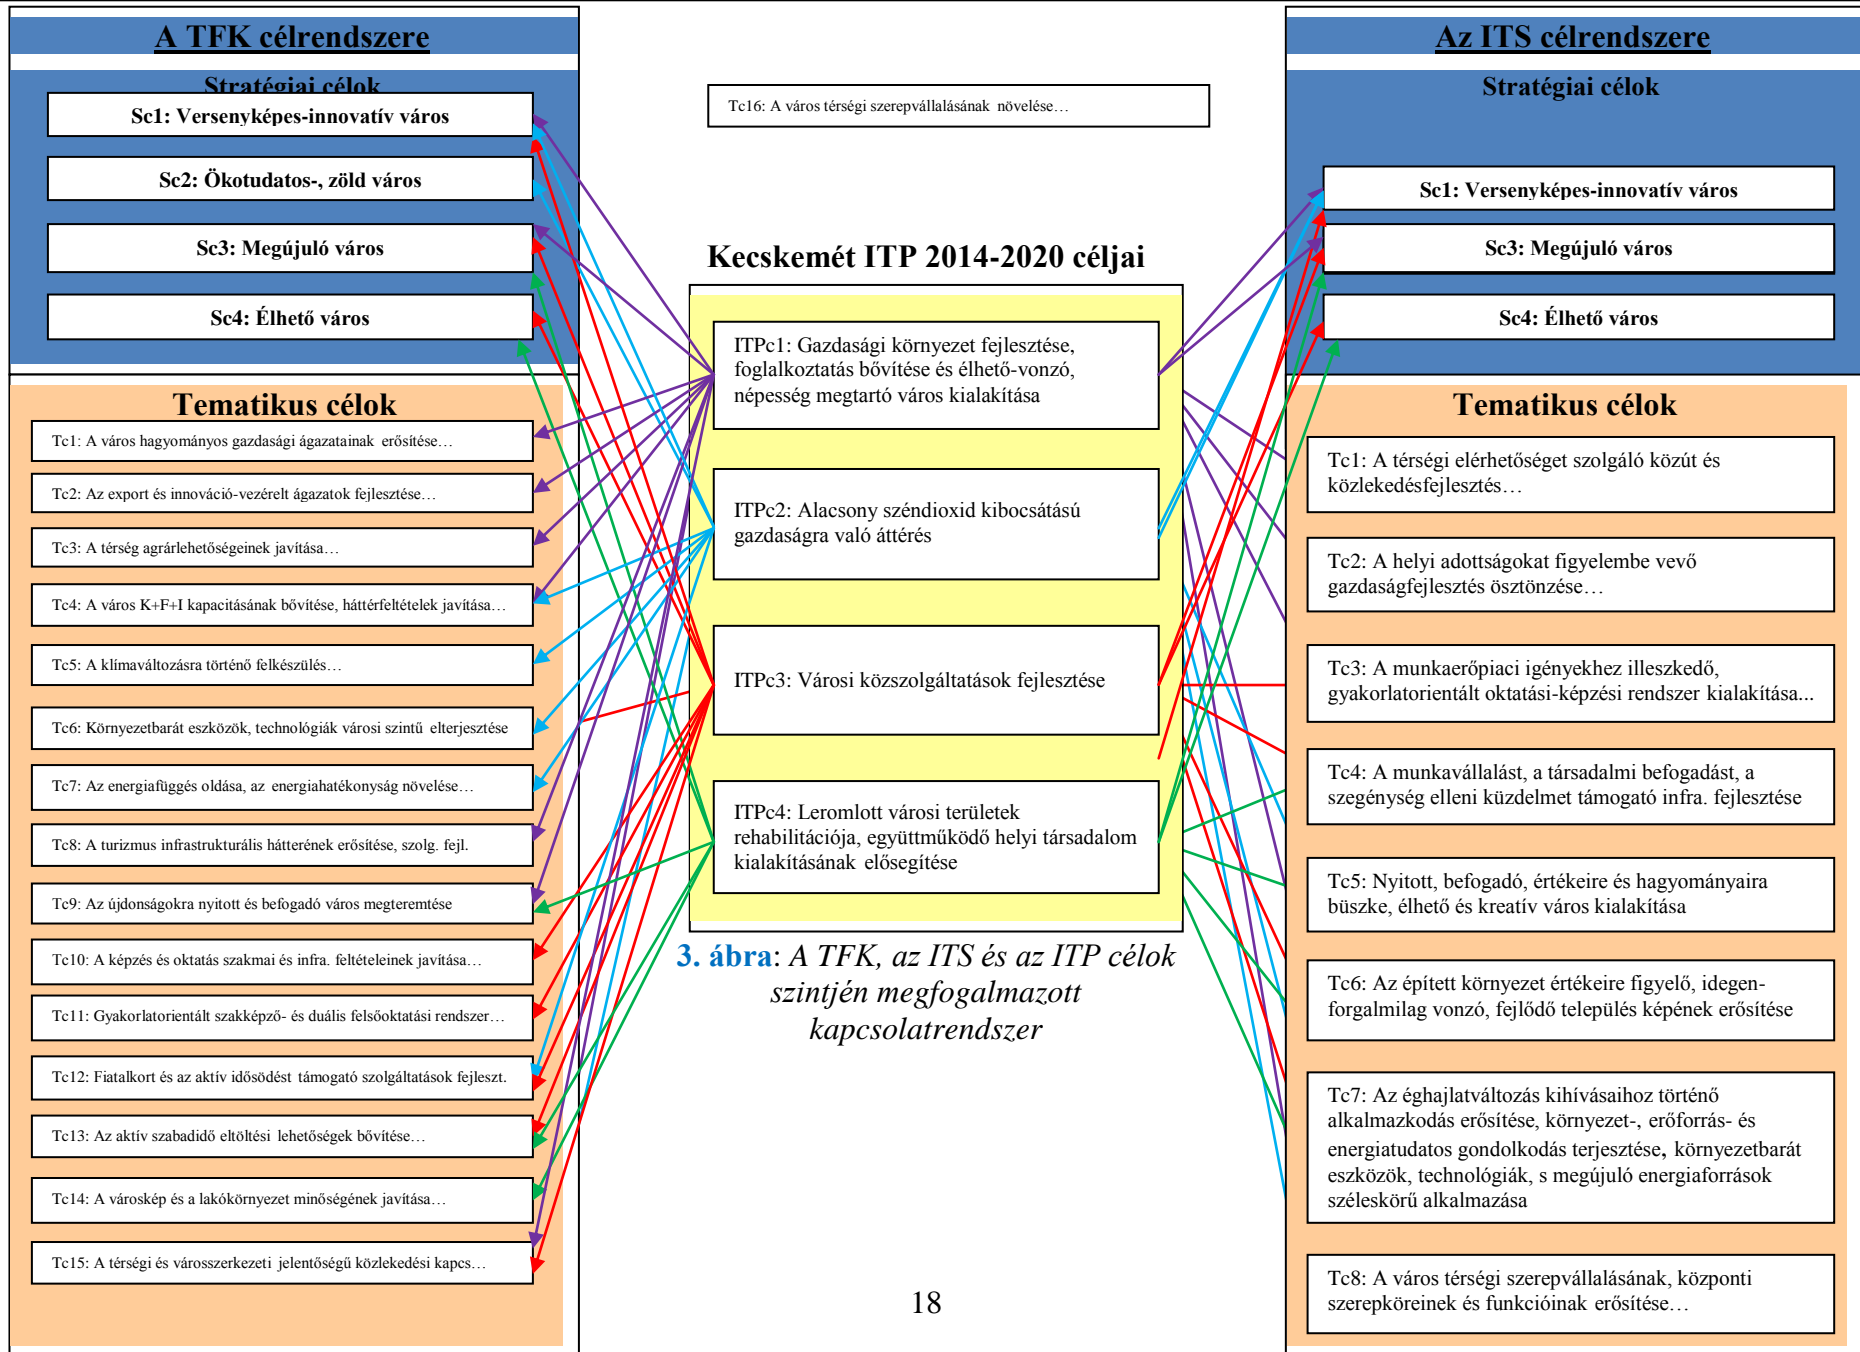 A TFK célrendszere
Stratégiai célok
Sc1: Versenyképes-innovatív város
Sc2: Ökotudatos-, zöld város
Sc3: Megújuló város
Sc4: Élhető város
Tematikus célok
Tc1: A város hagyományos gazdasági ágazatainak erősítése…
Tc2: Az export és innováció-vezérelt ágazatok fejlesztése…
Tc3: A térség agrárlehetőségeinek javítása…
Tc4: A város K+F+I kapacitásának bővítése, háttérfeltételek javítása…
Tc5: A klímaváltozásra történő felkészülés…
Tc6: Környezetbarát eszközök, technológiák városi szintű elterjesztése
Tc7: Az energiafüggés oldása, az energiahatékonyság növelése…
Tc8: A turizmus infrastrukturális hátterének erősítése, szolg. fejl.
Tc9: Az újdonságokra nyitott és befogadó város megteremtése
Tc10: A képzés és oktatás szakmai és infra. feltételeinek javítása…
Tc11: Gyakorlatorientált szakképző- és duális felsőoktatási rendszer…
Tc12: Fiatalkort és az aktív idősödést támogató szolgáltatások fejleszt.
Tc13: Az aktív szabadidő eltöltési lehetőségek bővítése…
Tc14: A városkép és a lakókörnyezet minőségének javítása…
Tc15: A térségi és városszerkezeti jelentőségű közlekedési kapcs…
Tc16: A város térségi szerepvállalásának növelése…
Kecskemét ITP 2014-2020 céljai
ITPc1: Gazdasági környezet fejlesztése,
foglalkoztatás bővítése és élhető-vonzó,
népesség megtartó város kialakítása
ITPc2: Alacsony széndioxid kibocsátású
gazdaságra való áttérés
ITPc3: Városi közszolgáltatások fejlesztése
ITPc4: Leromlott városi területek
rehabilitációja, együttműködő helyi társadalom
kialakításának elősegítése
3. ábra: A TFK, az ITS és az ITP célok
szintjén megfogalmazott
kapcsolatrendszer
18
Az ITS célrendszere
Stratégiai célok
Sc1: Versenyképes-innovatív város
Sc3: Megújuló város
Sc4: Élhető város
Tematikus célok
Tc1: A térségi elérhetőséget szolgáló közút és
közlekedésfejlesztés…
Tc2: A helyi adottságokat figyelembe vevő
gazdaságfejlesztés ösztönzése…
Tc3: A munkaerőpiaci igényekhez illeszkedő,
gyakorlatorientált oktatási-képzési rendszer kialakítása...
Tc4: A munkavállalást, a társadalmi befogadást, a
szegénység elleni küzdelmet támogató infra. fejlesztése
Tc5: Nyitott, befogadó, értékeire és hagyományaira
büszke, élhető és kreatív város kialakítása
Tc6: Az épített környezet értékeire figyelő, idegen-
forgalmilag vonzó, fejlődő település képének erősítése
Tc7: Az éghajlatváltozás kihívásaihoz történő
alkalmazkodás erősítése, környezet-, erőforrás- és
energiatudatos gondolkodás terjesztése, környezetbarát
eszközök, technológiák, s megújuló energiaforrások
széleskörű alkalmazása
Tc8: A város térségi szerepvállalásának, központi
szerepköreinek és funkcióinak erősítése…